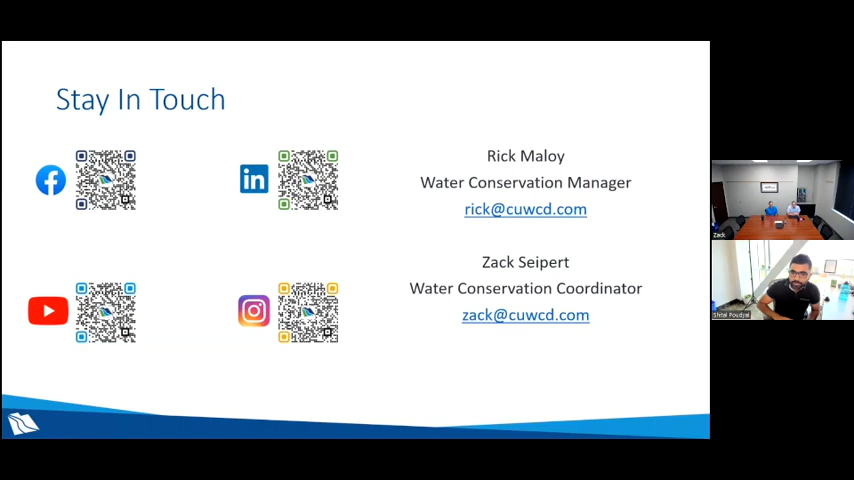 Stay In Touch
Rick Maloy
Water Conservation Manager
rick@cuwcd.com
Zack Seipert
Water Conservation Coordinator
zack@cuwcd.com
in
Zack
Shital Poudyal